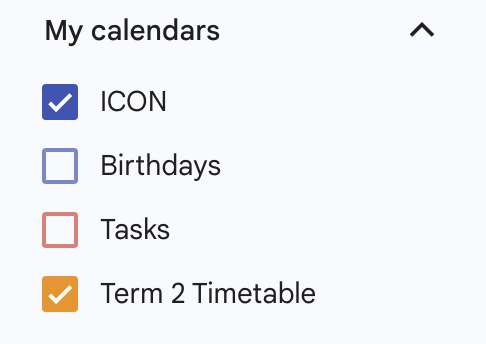 My calendars
ICON
Birthdays
Tasks
Term 2 Timetable